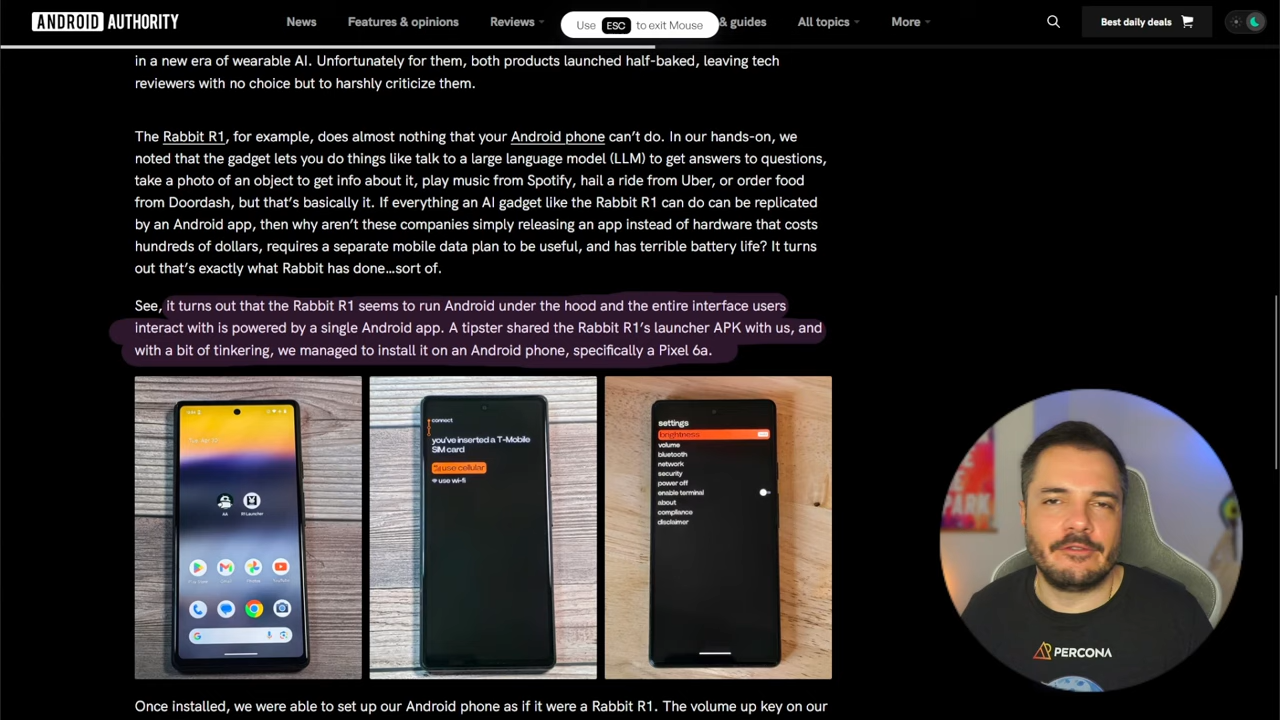 ANDROID AUTHORITY
News
Features & opinions
Reviews
Use ESC to exit Mouse
& guides
All topics
More
Best daily deals
in a new era of wearable AI. Unfortunately for them, both products launched half-baked, leaving tech
reviewers with no choice but to harshly criticize them.
The Rabbit R1, for example, does almost nothing that your Android phone can’t do. In our hands-on, we
noted that the gadget lets you do things like talk to a large language model (LLM) to get answers to questions,
take a photo of an object to get info about it, play music from Spotify, hail a ride from Uber, or order food
from Doordash, but that’s basically it. If everything an AI gadget like the Rabbit R1 can do can be replicated
by an Android app, then why aren’t these companies simply releasing an app instead of hardware that costs
hundreds of dollars, requires a separate mobile data plan to be useful, and has terrible battery life? It turns
out that’s exactly what Rabbit has done…sort of.
See, it turns out that the Rabbit R1 seems to run Android under the hood and the entire interface users
interact with is powered by a single Android app. A tipster shared the Rabbit R1’s launcher APK with us, and
with a bit of tinkering, we managed to install it on an Android phone, specifically a Pixel 6a.
connect
you've inserted a T-Mobile
SIM card
use cellular
use wi-fi
settings
brightness
volume
bluetooth
network
security
power off
enable terminal
about
compliance
disclaimer
PARK
PERCONA
Once installed, we were able to set up our Android phone as if it were a Rabbit R1. The volume up key on our